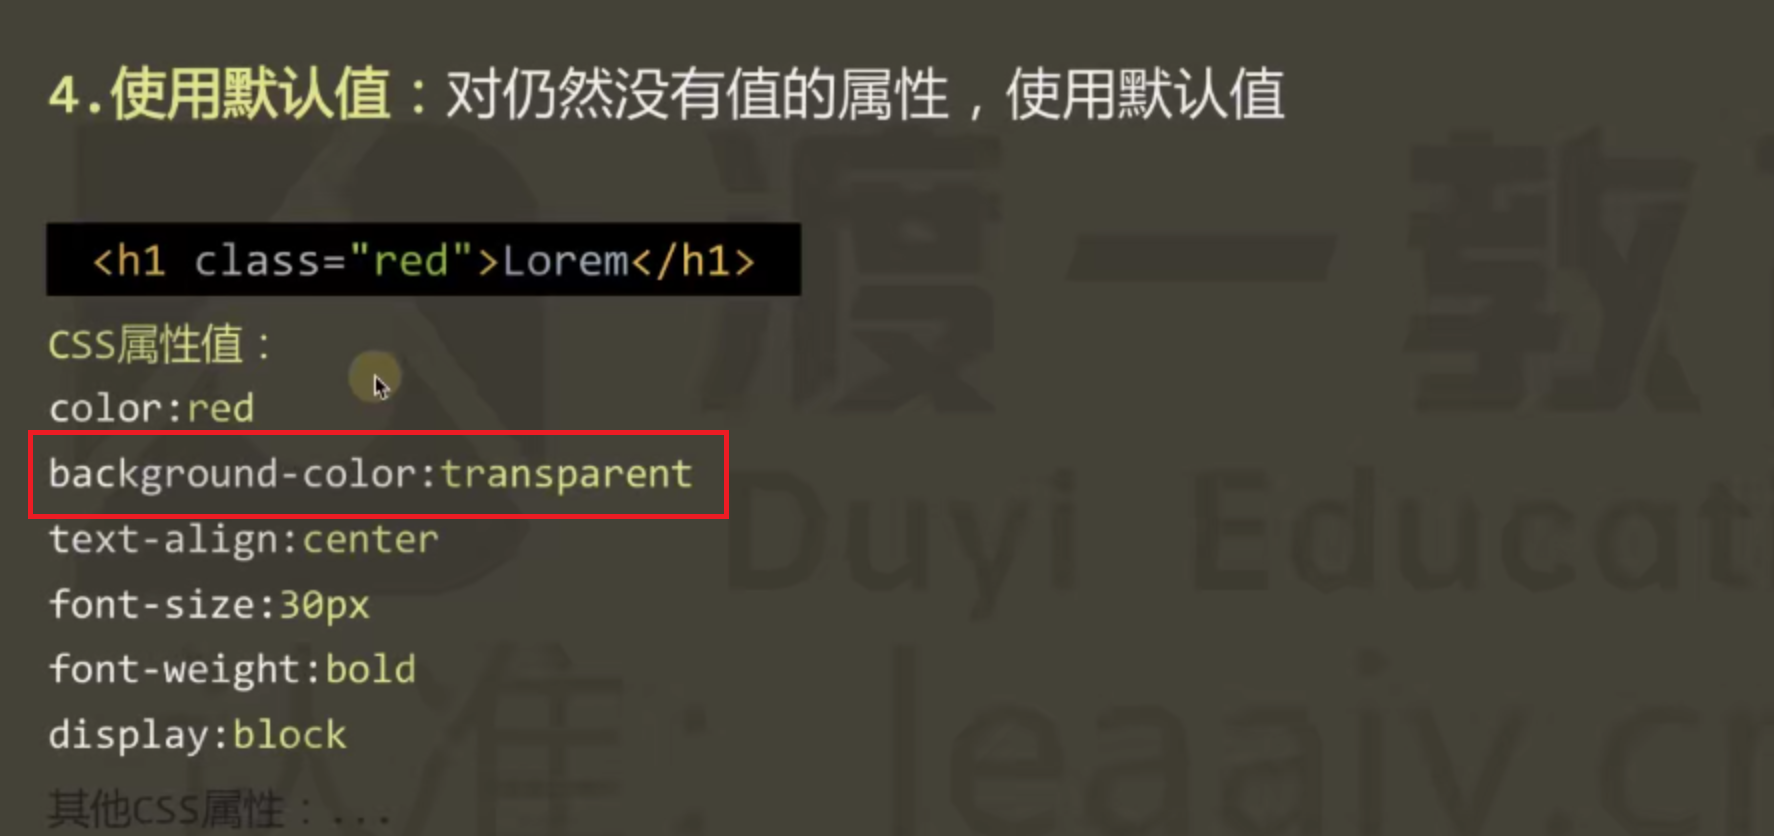 4.使用默认值：对仍然没有值的属性，使用默认值
<h1 class="red">Lorem</h1>
CSS属性值：
color:red
background-color:transparent
text-align:center
font-size:30px
font-weight:bold
display:block
其他CSS属性：...
渡一教
Duyi Educat
认准：leaaiv.cn